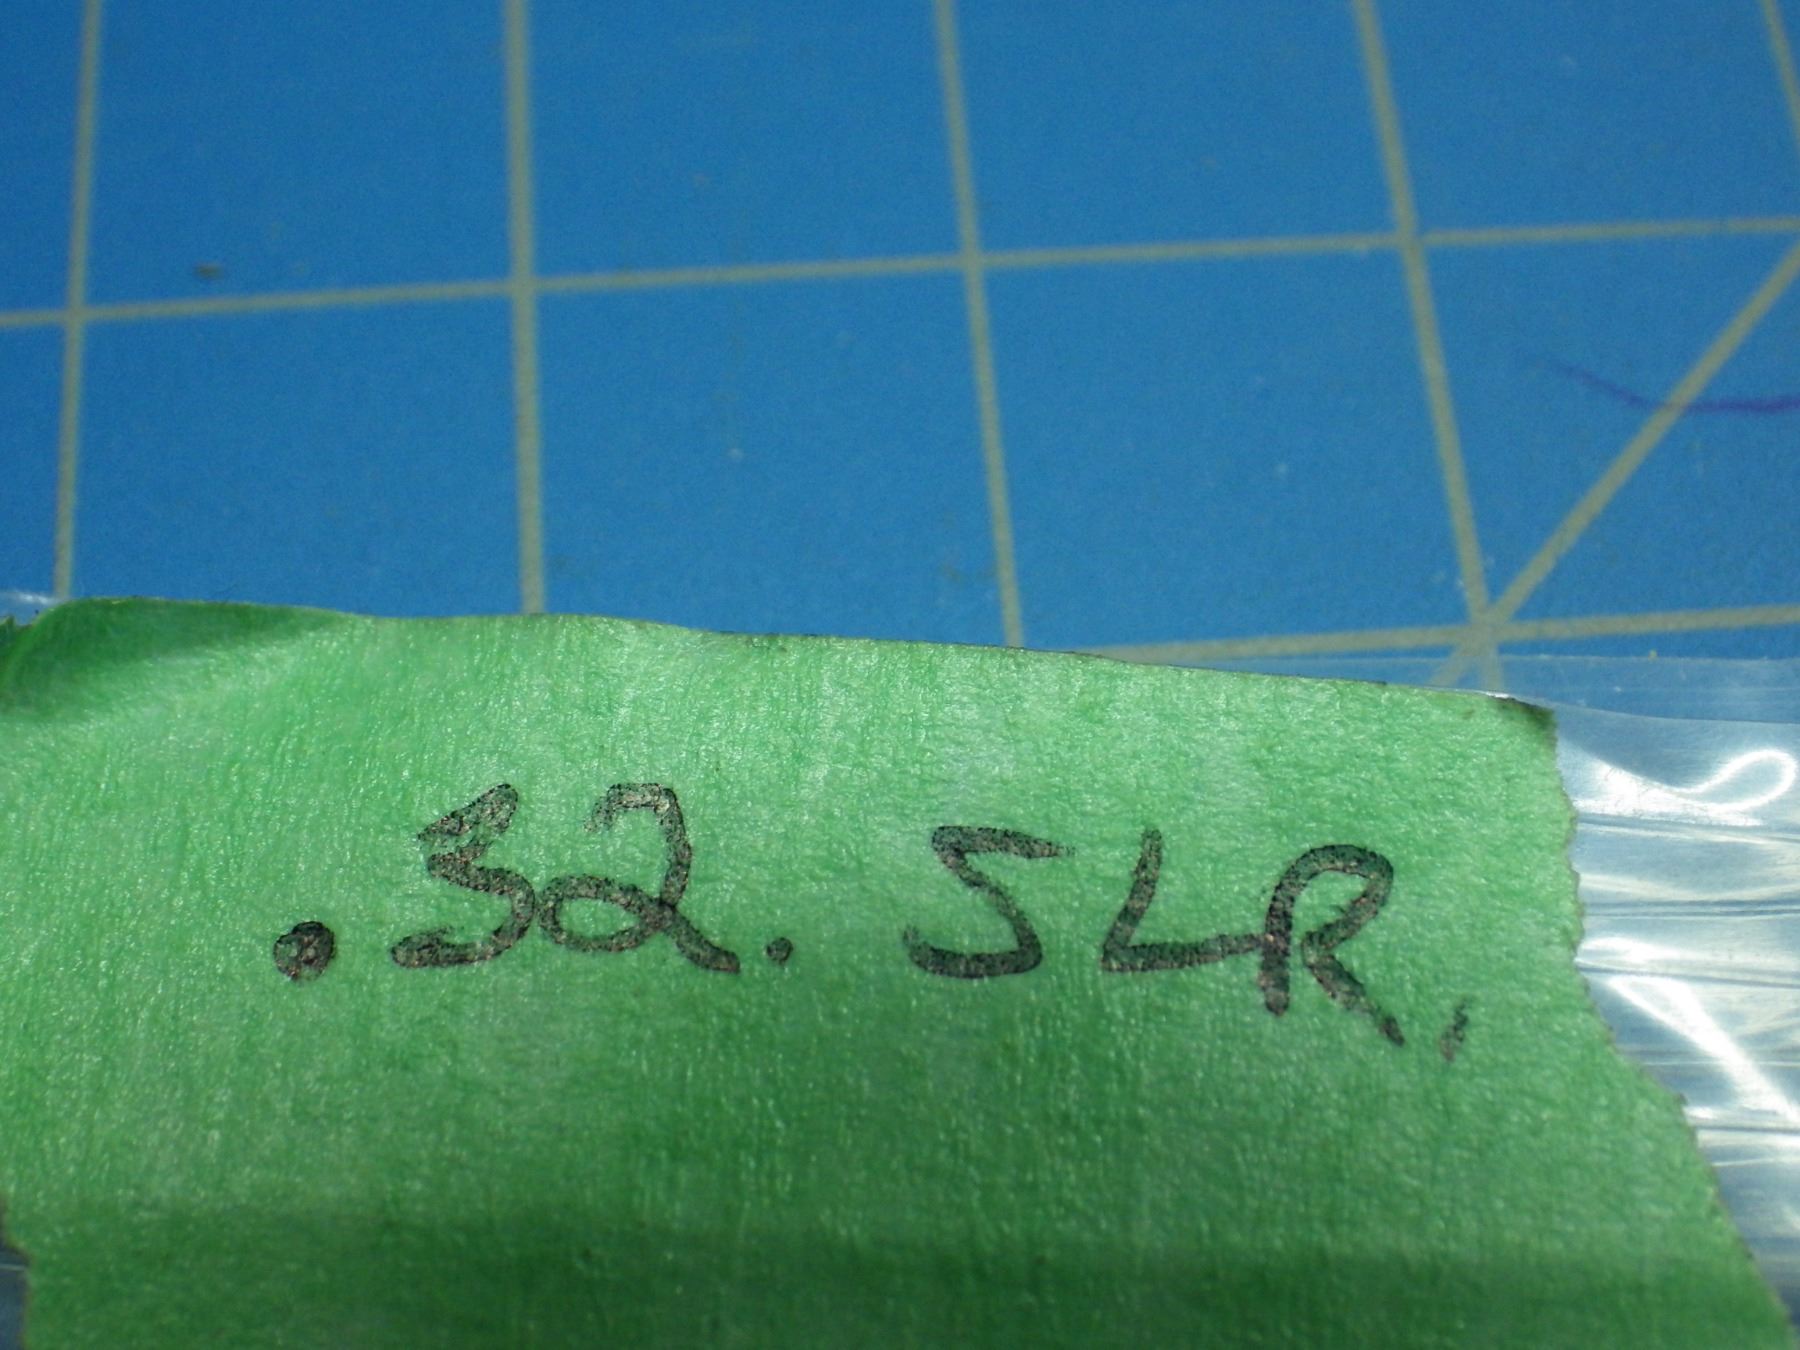 .32. SLR,